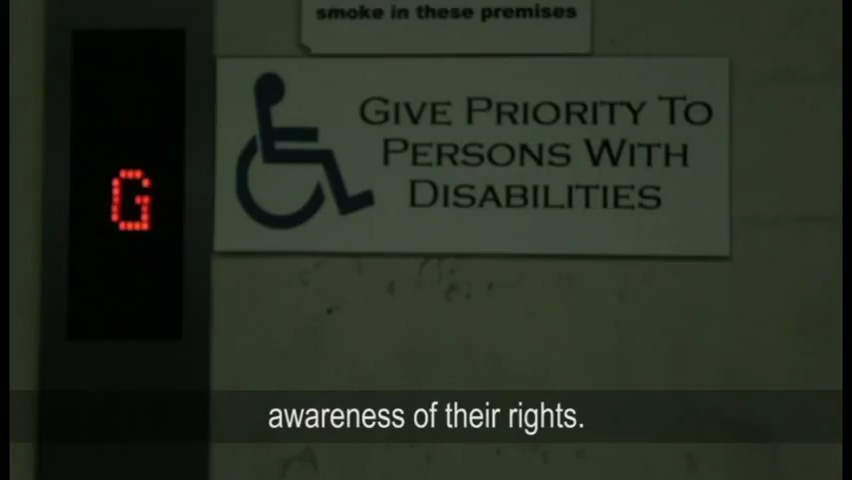 smoke in these premises
GIVE PRIORITY TO
PERSONS WITH
DISABILITIES
G
awareness of their rights.